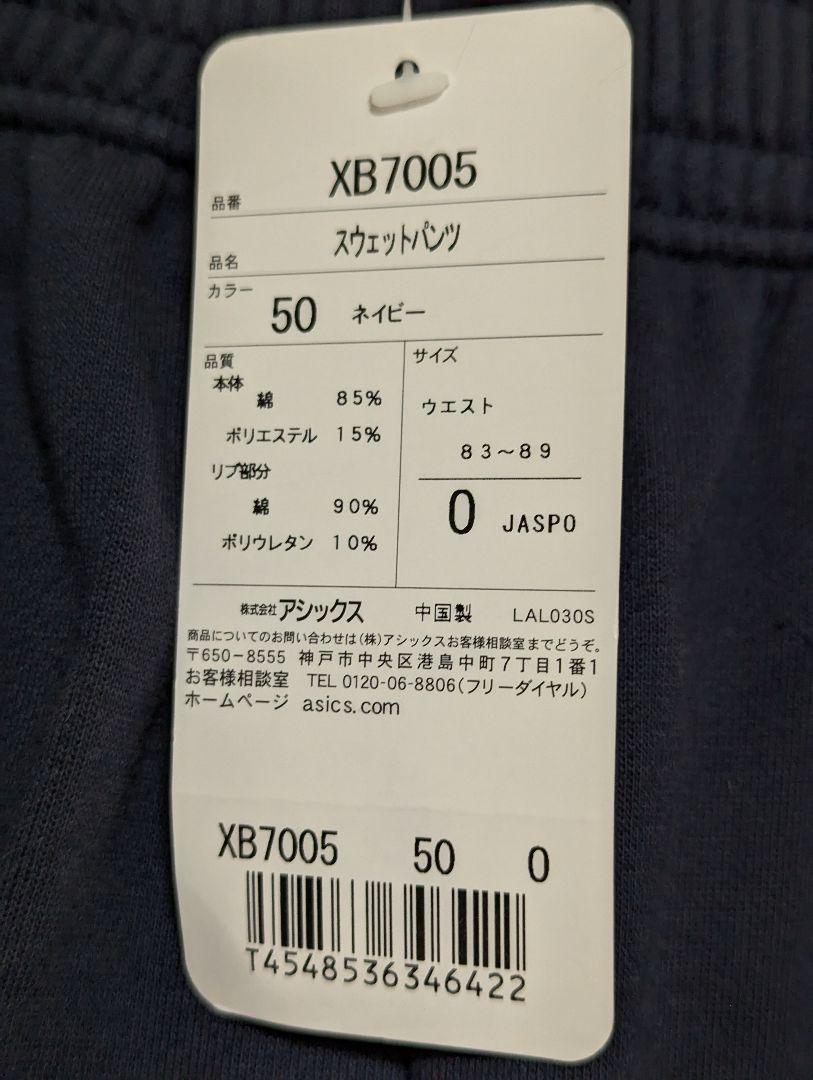 XB7005
品番
スウェットパンツ
品名
カラー
50 ネイビー
品質
本体
綿 85%
ポリエステル 15%
リブ部分
綿 90%
ポリウレタン 10%
サイズ
ウエスト
83~89
O JASPO
株式会社アシックス 中国製 LAL030S
商品についてのお問い合わせは(株)アシックスお客様相談室までどうぞ。
〒650-8555 神戸市中央区港島中町7丁目1番1
お客様相談室 TEL 0120-06-8806(フリーダイヤル)
ホームページ asics.com
XB7005 50 O
T4548536346422